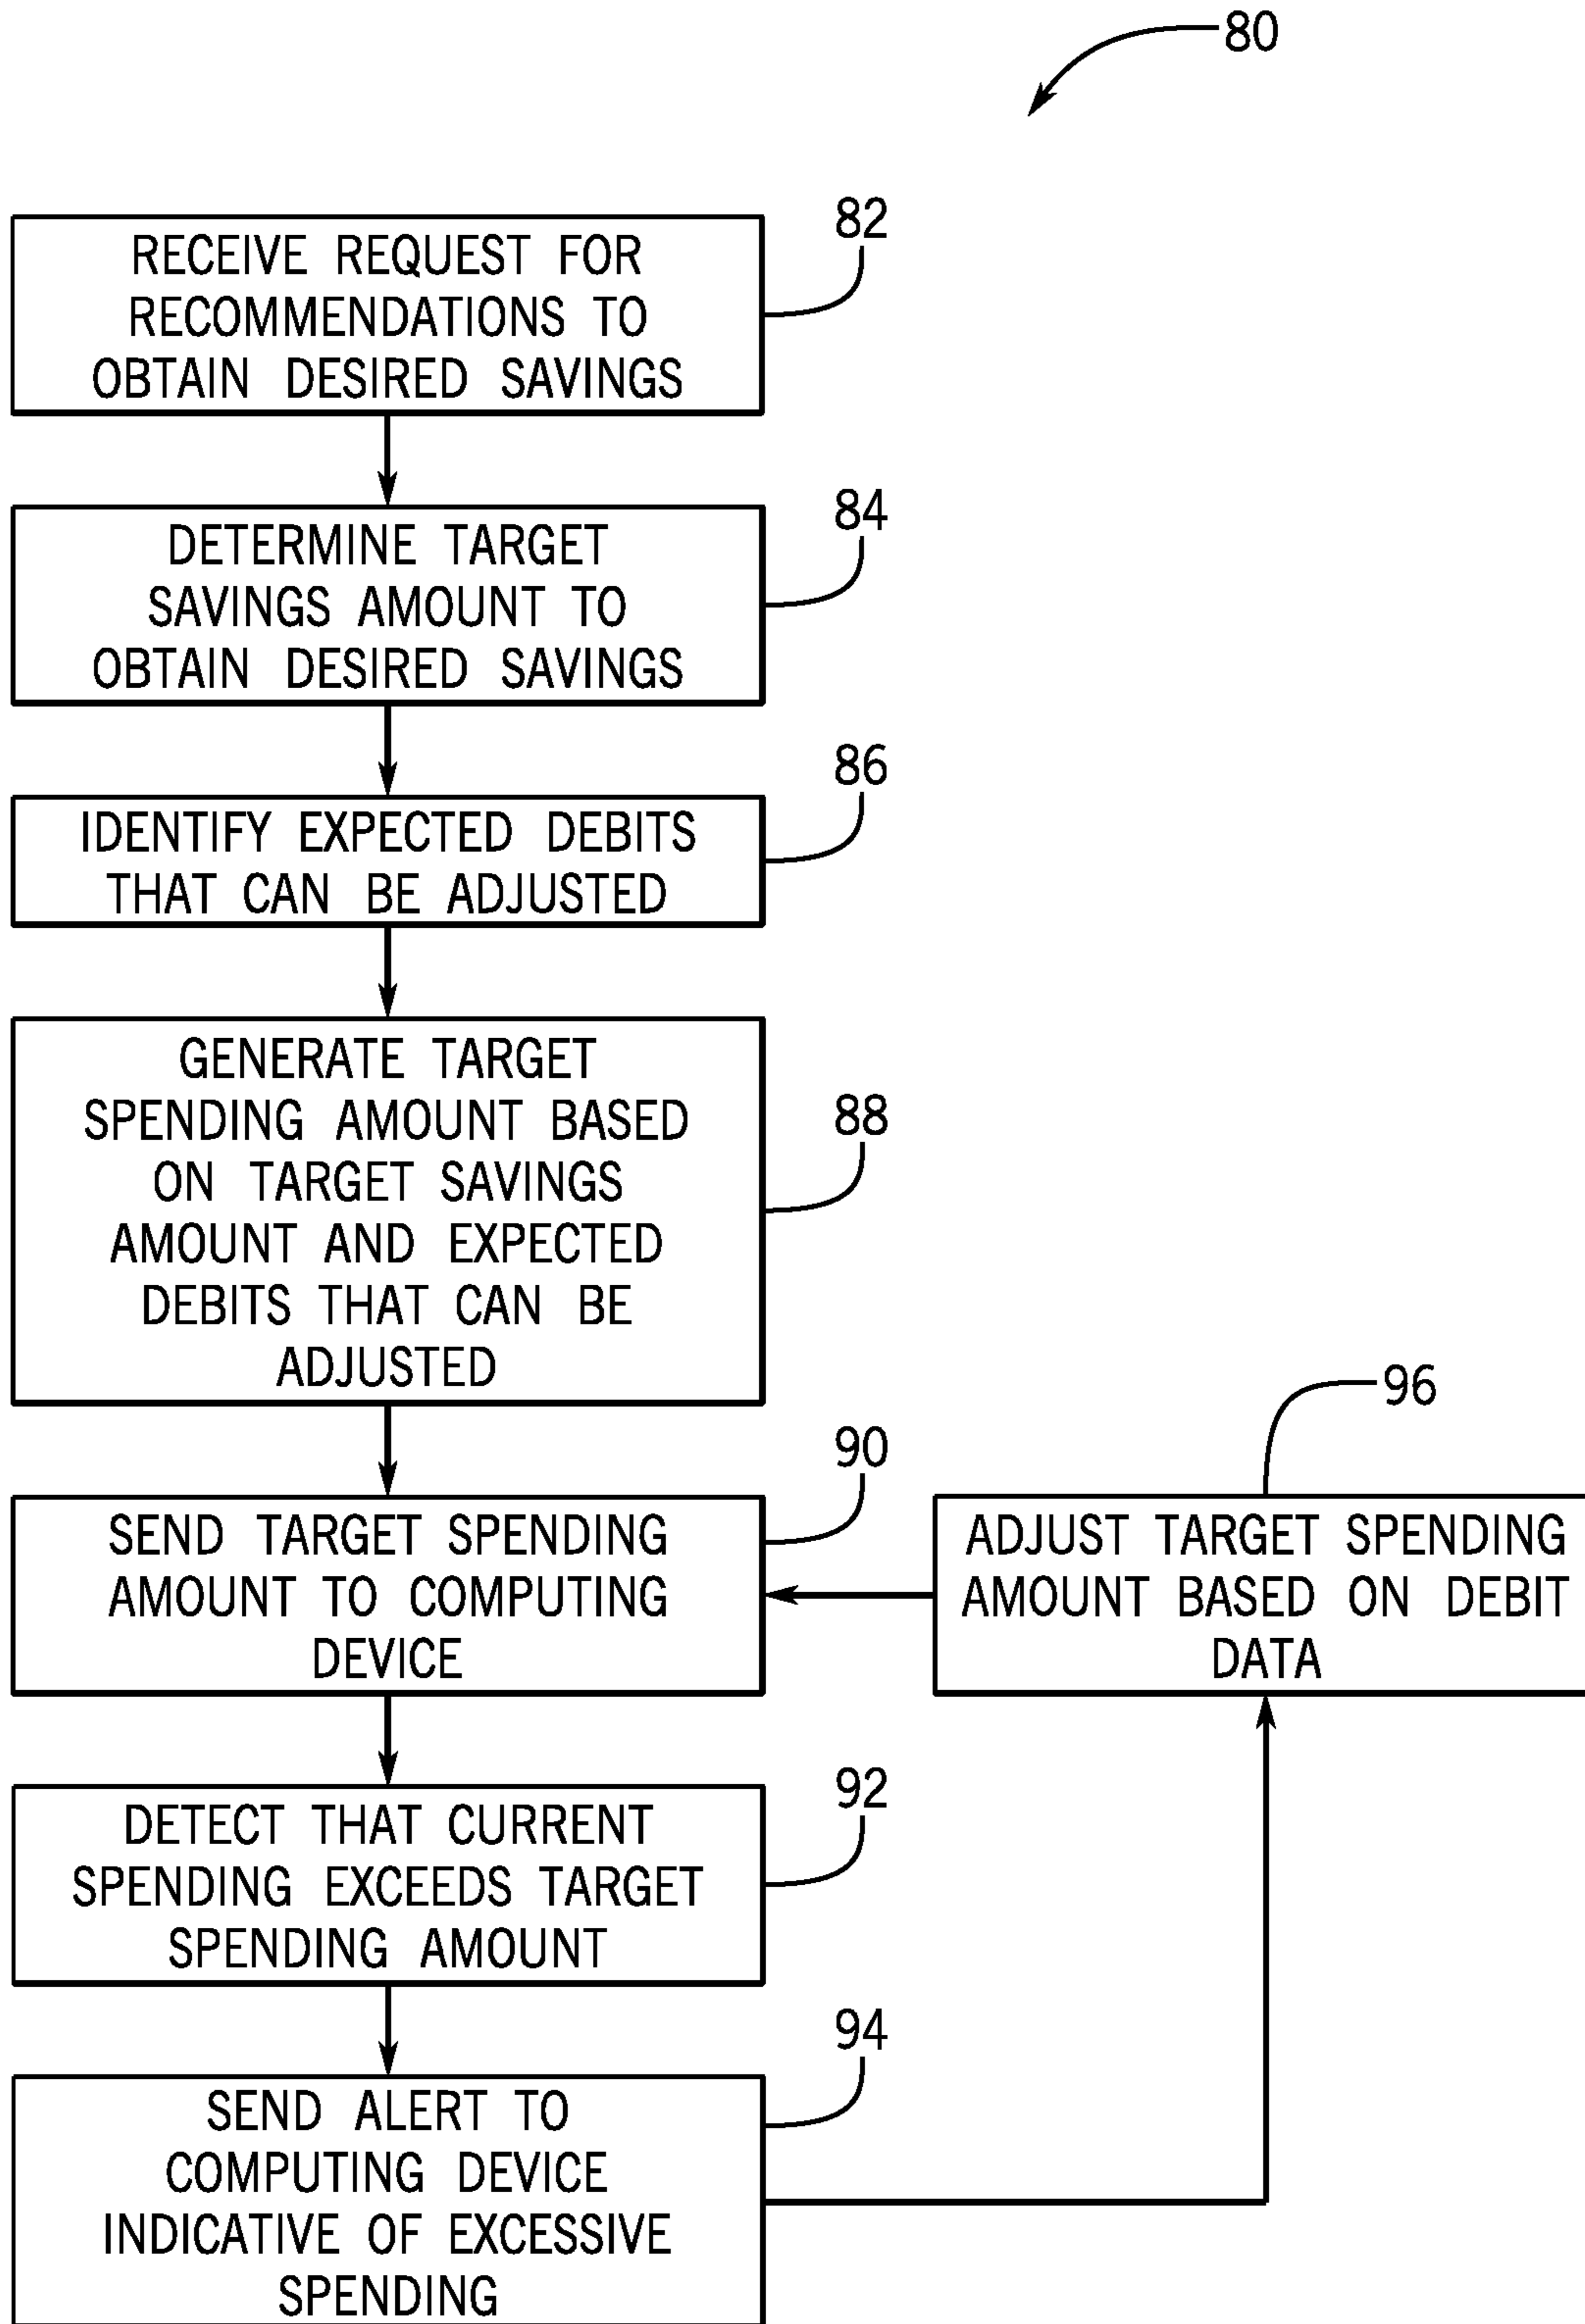 80
RECEIVE REQUEST FOR
RECOMMENDATIONS TO
OBTAIN DESIRED SAVINGS
82
DETERMINE TARGET
SAVINGS AMOUNT TO
OBTAIN DESIRED SAVINGS
84
IDENTIFY EXPECTED DEBITS
THAT CAN BE ADJUSTED
86
GENERATE TARGET
SPENDING AMOUNT BASED
ON TARGET SAVINGS
AMOUNT AND EXPECTED
DEBITS THAT CAN BE
ADJUSTED
88
SEND TARGET SPENDING
AMOUNT TO COMPUTING
DEVICE
90
ADJUST TARGET SPENDING
AMOUNT BASED ON DEBIT
DATA
96
DETECT THAT CURRENT
SPENDING EXCEEDS TARGET
SPENDING AMOUNT
92
SEND ALERT TO
COMPUTING DEVICE
INDICATIVE OF EXCESSIVE
SPENDING
94